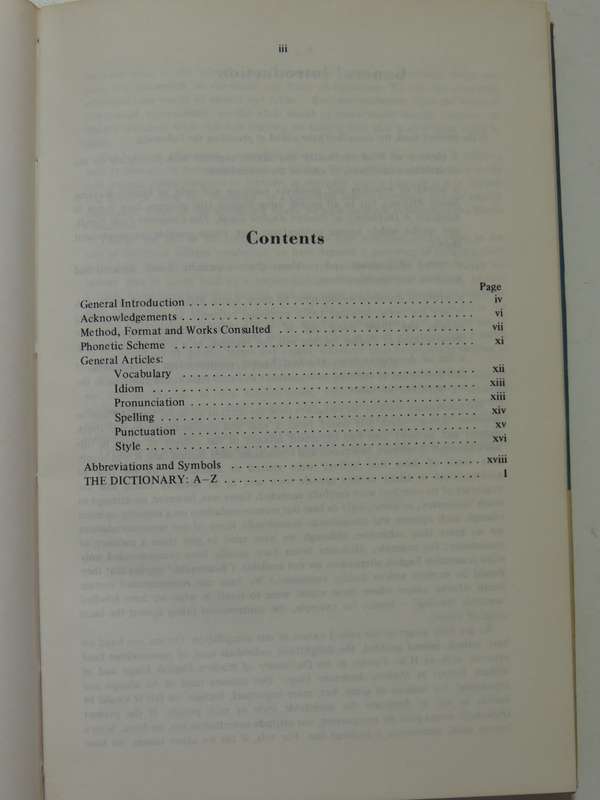 iii
Contents
Page
General Introduction . . . . . . . . . . . . . . . . . . . . . . . . . . . . . . . . . . . . iv
Acknowledgements . . . . . . . . . . . . . . . . . . . . . . . . . . . . . . . . . . . . . vi
Method, Format and Works Consulted . . . . . . . . . . . . . . . . . . . . . . . . . vii
Phonetic Scheme . . . . . . . . . . . . . . . . . . . . . . . . . . . . . . . . . . . . . . xi
General Articles:
Vocabulary . . . . . . . . . . . . . . . . . . . . . . . . . . . . . . . . . . . . . xii
Idiom . . . . . . . . . . . . . . . . . . . . . . . . . . . . . . . . . . . . . . . . . xiii
Pronunciation . . . . . . . . . . . . . . . . . . . . . . . . . . . . . . . . . . . . xiii
Spelling . . . . . . . . . . . . . . . . . . . . . . . . . . . . . . . . . . . . . . . . xiv
Punctuation . . . . . . . . . . . . . . . . . . . . . . . . . . . . . . . . . . . . . xv
Style . . . . . . . . . . . . . . . . . . . . . . . . . . . . . . . . . . . . . . . . . . xvi
Abbreviations and Symbols . . . . . . . . . . . . . . . . . . . . . . . . . . . . . . . xviii
THE DICTIONARY: A–Z . . . . . . . . . . . . . . . . . . . . . . . . . . . . . . . . 1